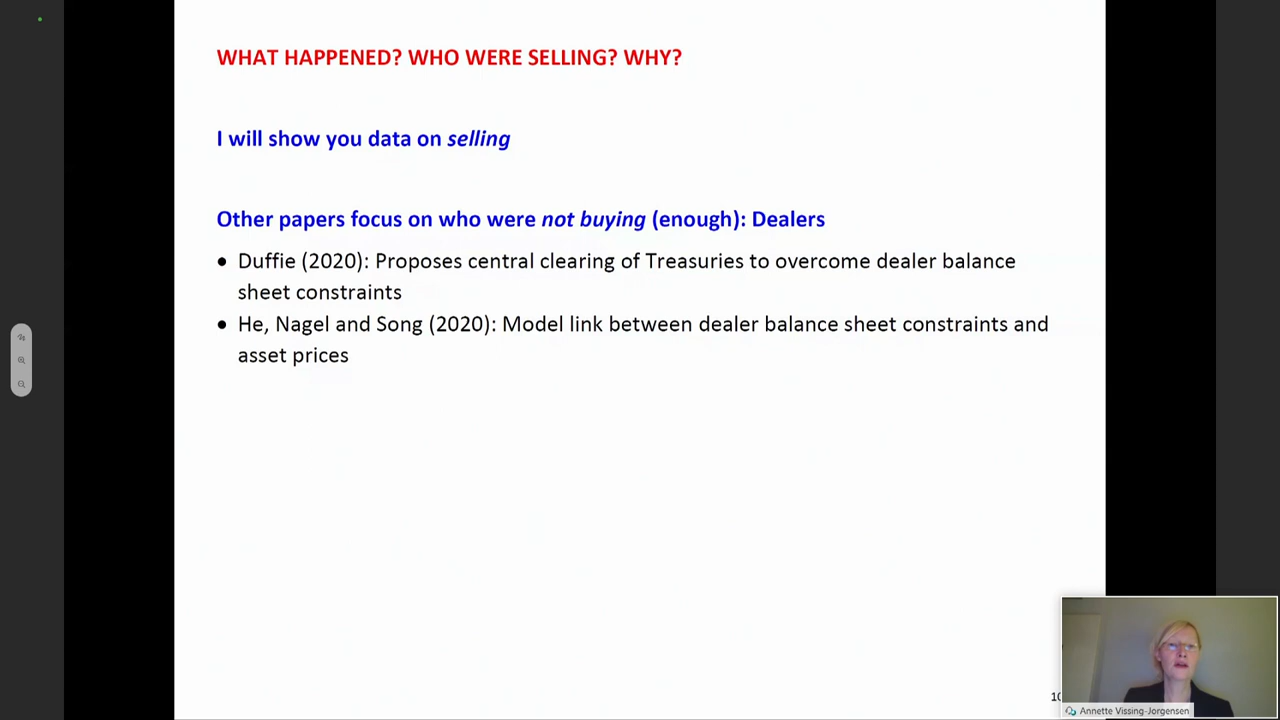 WHAT HAPPENED? WHO WERE SELLING? WHY?
I will show you data on selling
Other papers focus on who were not buying (enough): Dealers
• Duffie (2020): Proposes central clearing of Treasuries to overcome dealer balance
sheet constraints
• He, Nagel and Song (2020): Model link between dealer balance sheet constraints and
asset prices
Annette Vissing-Jorgensen